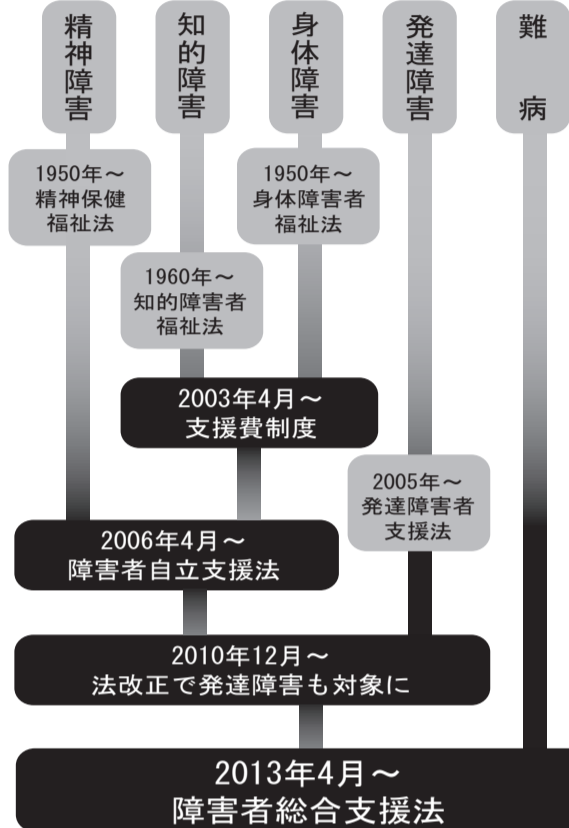 精神障害
知的障害
身体障害
発達障害
難病
1950年～
精神保健
福祉法
1950年～
身体障害者
福祉法
1960年～
知的障害者
福祉法
2003年4月～
支援費制度
2005年～
発達障害者
支援法
2006年4月～
障害者自立支援法
2010年12月～
法改正で発達障害も対象に
2013年4月～
障害者総合支援法